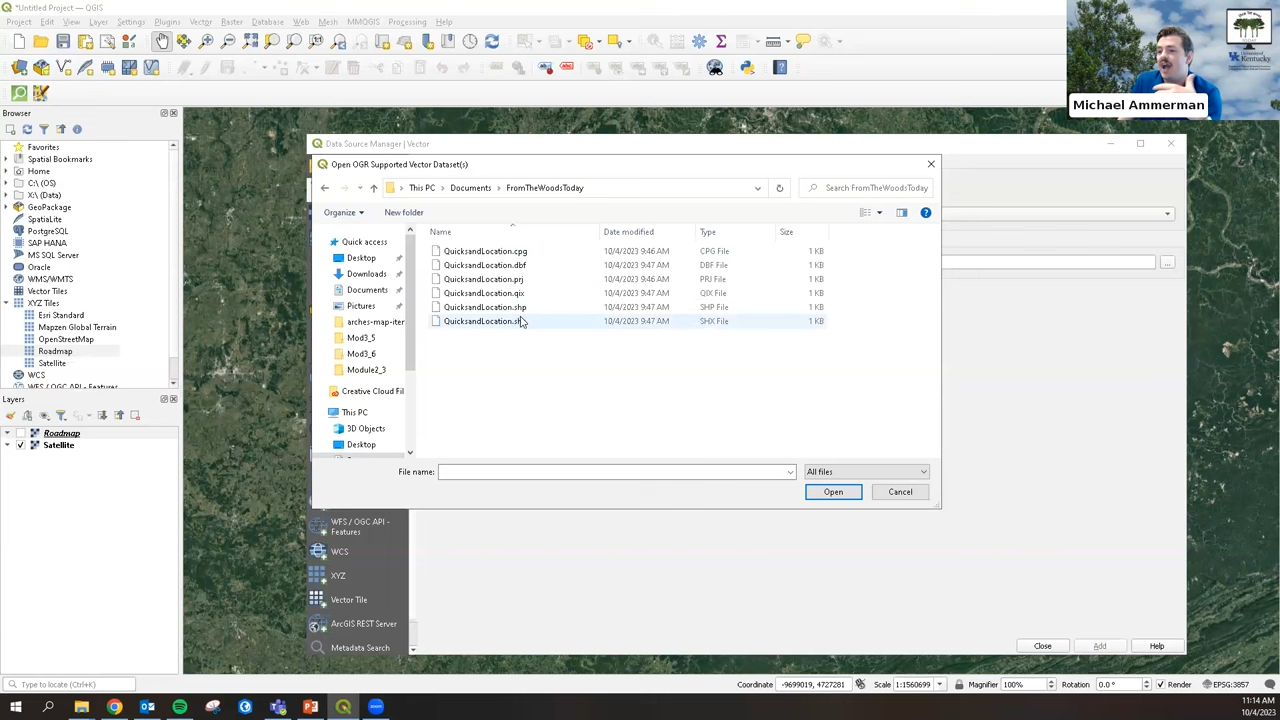 *Untitled Project — QGIS
Project Edit View Layer Settings Plugins Vector Raster Database Web Mesh MMQGIS Processing Help
Michael Ammerman
Browser
Favorites
Spatial Bookmarks
Home
C:\ (OS)
X:\ (Data)
GeoPackage
SpatiaLite
PostgreSQL
SAP HANA
MS SQL Server
Oracle
WMS/WMTS
Vector Tiles
XYZ Tiles
Esri Standard
Mapzen Global Terrain
OpenStreetMap
Roadmap
Satellite
WCS
WFS / OGC API - Features
Layers
Roadmap
Satellite
Data Source Manager | Vector
Open OGR Supported Vector Dataset(s)
This PC > Documents > FromTheWoodsToday
Search FromTheWoodsToday
Organize New folder
Name Date modified Type Size
Quick access
Desktop
Downloads
Documents
Pictures
arches-map-iter
Mod3_5
Mod3_6
Module2_3
Creative Cloud Fil
This PC
3D Objects
Desktop
QuicksandLocation.cpg 10/4/2023 9:46 AM CPG File 1 KB
QuicksandLocation.dbf 10/4/2023 9:47 AM DBF File 1 KB
QuicksandLocation.prj 10/4/2023 9:46 AM PRJ File 1 KB
QuicksandLocation.qix 10/4/2023 9:47 AM QIX File 1 KB
QuicksandLocation.shp 10/4/2023 9:47 AM SHP File 1 KB
QuicksandLocation.sh 10/4/2023 9:47 AM SHX File 1 KB
File name: All files
Open Cancel
...
WFS / OGC API -
Features
WCS
XYZ
Vector Tile
ArcGIS REST Server
Metadata Search
Close Add Help
Type to locate (Ctrl+K)
Coordinate -9699019, 4727281 Scale 1:1560699 Magnifier 100% Rotation 0.0 ° Render EPSG:3857
11:14 AM
10/4/2023